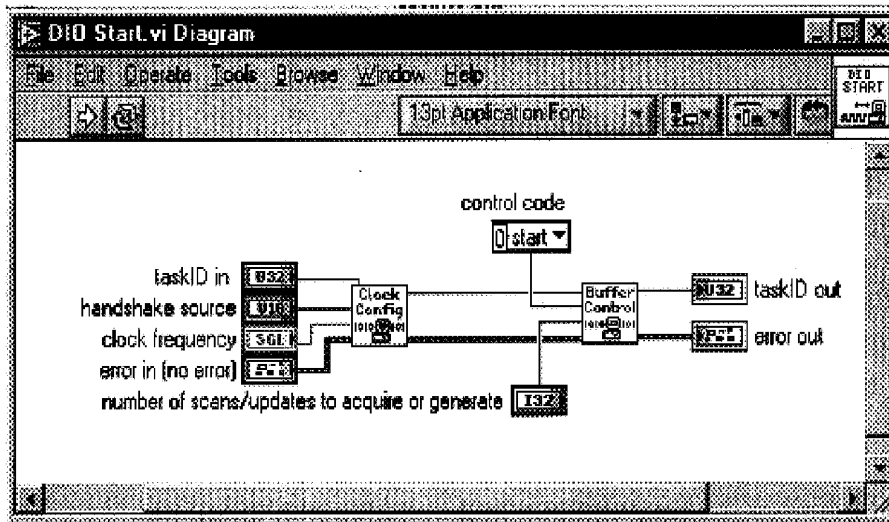 DIO Start.vi Diagram
File Edit Operate Tools Browse Window Help
DIO
START
13pt Application Font
control code
0 start
taskID in U32
Clock
Config
Buffer
Control
U32 taskID out
handshake source U16
clock frequency SGL
error in (no error)
error out
number of scans/updates to acquire or generate I32